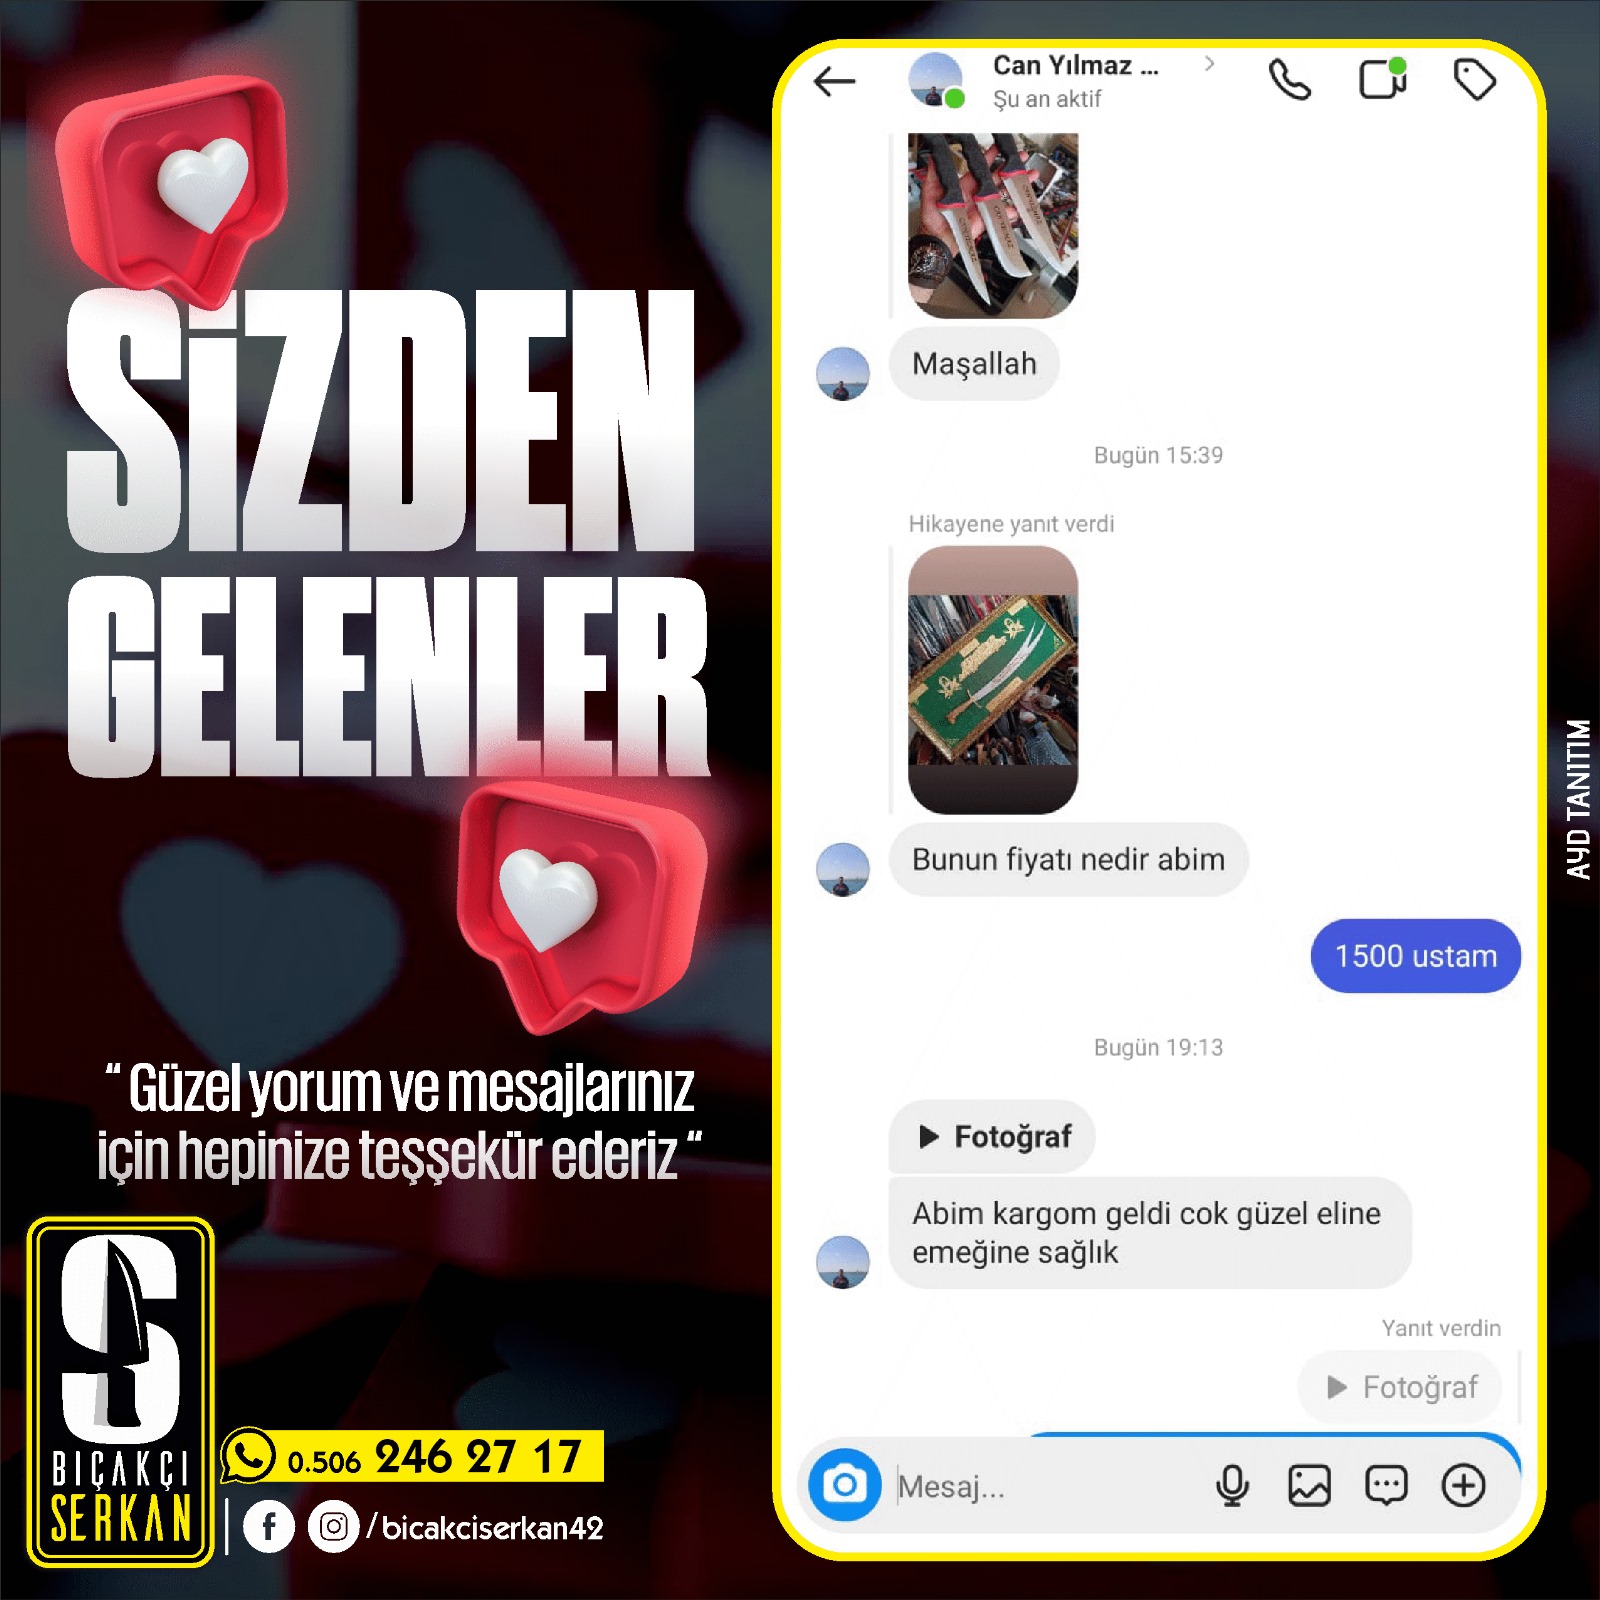 SiZDEN
GELENLER
“ Güzel yorum ve mesajlarınız
için hepinize teşşekür ederiz “
BIÇAKÇI
SERKAN
0.506 246 27 17
/bicakciserkan42
Can Yılmaz ...
Şu an aktif
Maşallah
Bugün 15:39
Hikayene yanıt verdi
Bunun fiyatı nedir abim
1500 ustam
Bugün 19:13
Fotoğraf
Abim kargom geldi cok güzel eline
emeğine sağlık
Yanıt verdin
Fotoğraf
Mesaj...
AYD TANITIM